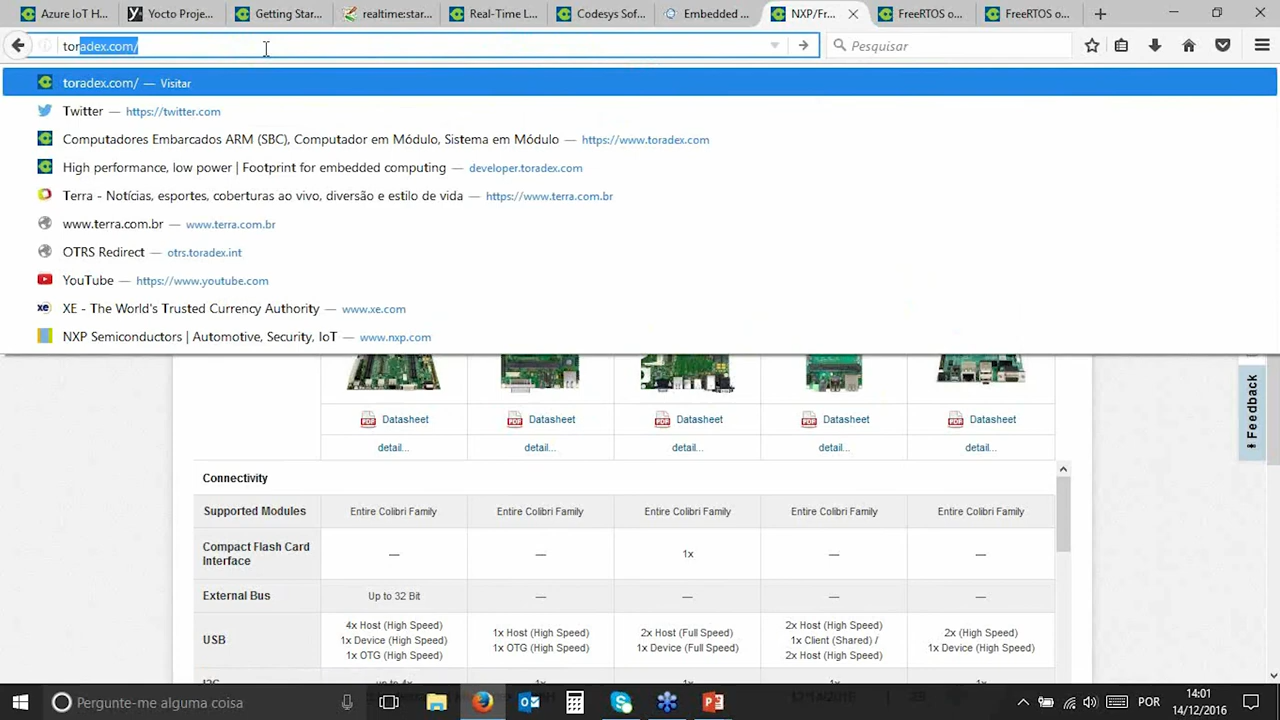 Azure IoT H...
Yocto Proje...
Getting Star...
realtime:star...
Real-Time L...
Codesys Sof...
Embedded ...
NXP/Fr...
FreeRTOS o...
FreeRTOS o...
toradex.com/
Pesquisar
toradex.com/ — Visitar
Twitter — https://twitter.com
Computadores Embarcados ARM (SBC), Computador em Módulo, Sistema em Módulo — https://www.toradex.com
High performance, low power | Footprint for embedded computing — developer.toradex.com
Terra - Notícias, esportes, coberturas ao vivo, diversão e estilo de vida — https://www.terra.com.br
www.terra.com.br — www.terra.com.br
OTRS Redirect — otrs.toradex.int
YouTube — https://www.youtube.com
XE - The World's Trusted Currency Authority — www.xe.com
NXP Semiconductors | Automotive, Security, IoT — www.nxp.com
Datasheet Datasheet Datasheet Datasheet Datasheet
detail... detail... detail... detail... detail...
Feedback
Connectivity
Supported Modules Entire Colibri Family Entire Colibri Family Entire Colibri Family Entire Colibri Family Entire Colibri Family
Compact Flash Card
Interface
— — 1x — —
External Bus Up to 32 Bit — — — —
USB
4x Host (High Speed)
1x Device (High Speed)
1x OTG (High Speed)
1x Host (High Speed)
1x OTG (High Speed)
2x Host (Full Speed)
1x Device (Full Speed)
2x Host (High Speed)
1x Client (Shared) /
2x Host (High Speed)
2x (High Speed)
1x Device (High Speed)
Pergunte-me alguma coisa
POR
14:01
14/12/2016